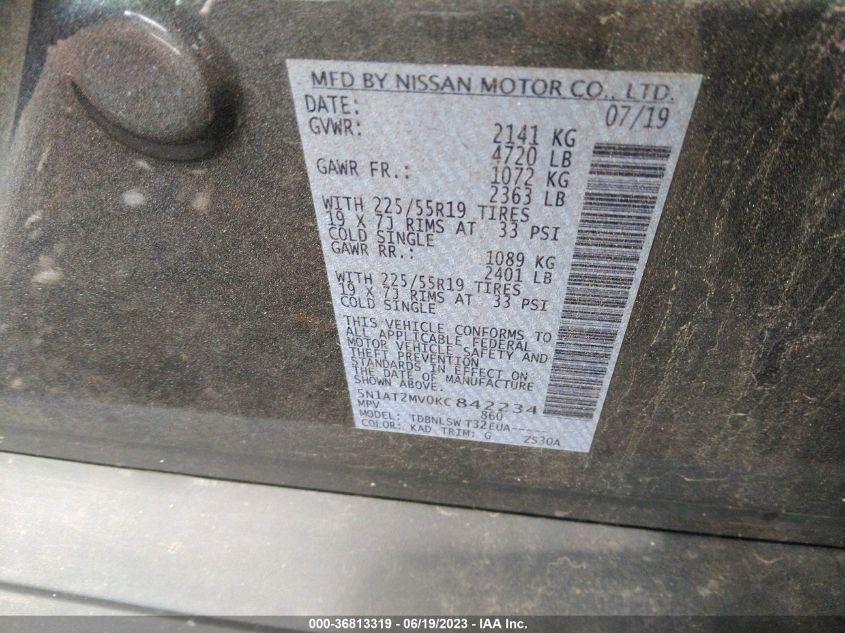 MFD BY NISSAN MOTOR CO., LTD.
DATE: 07/19
GVWR: 2141 KG
4720 LB
GAWR FR.: 1072 KG
2363 LB
WITH 225/55R19 TIRES
19 X 7J RIMS AT 33 PSI
COLD SINGLE
GAWR RR.: 1089 KG
2401 LB
WITH 225/55R19 TIRES
19 X 7J RIMS AT 33 PSI
COLD SINGLE
THIS VEHICLE CONFORMS TO
ALL APPLICABLE FEDERAL
MOTOR VEHICLE SAFETY AND
THEFT PREVENTION
STANDARDS IN EFFECT ON
THE DATE OF MANUFACTURE
SHOWN ABOVE.
5N1AT2MV0KC842234
MPV 860
MODEL: TDBNLSW T32EUA-----
COLOR: KAD TRIM: G ZS30A
000-36813319 - 06/19/2023 - IAA Inc.